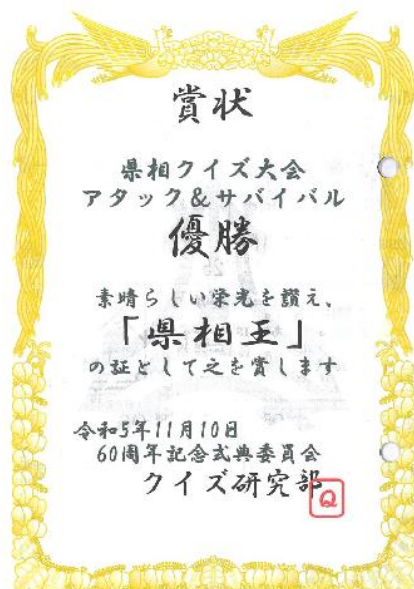 賞状
県相クイズ大会
アタック&サバイバル
優勝
素晴らしい栄光を讃え、
「県相王」
の証として之を賞します
令和5年11月10日
60周年記念式典委員会
クイズ研究部
Q